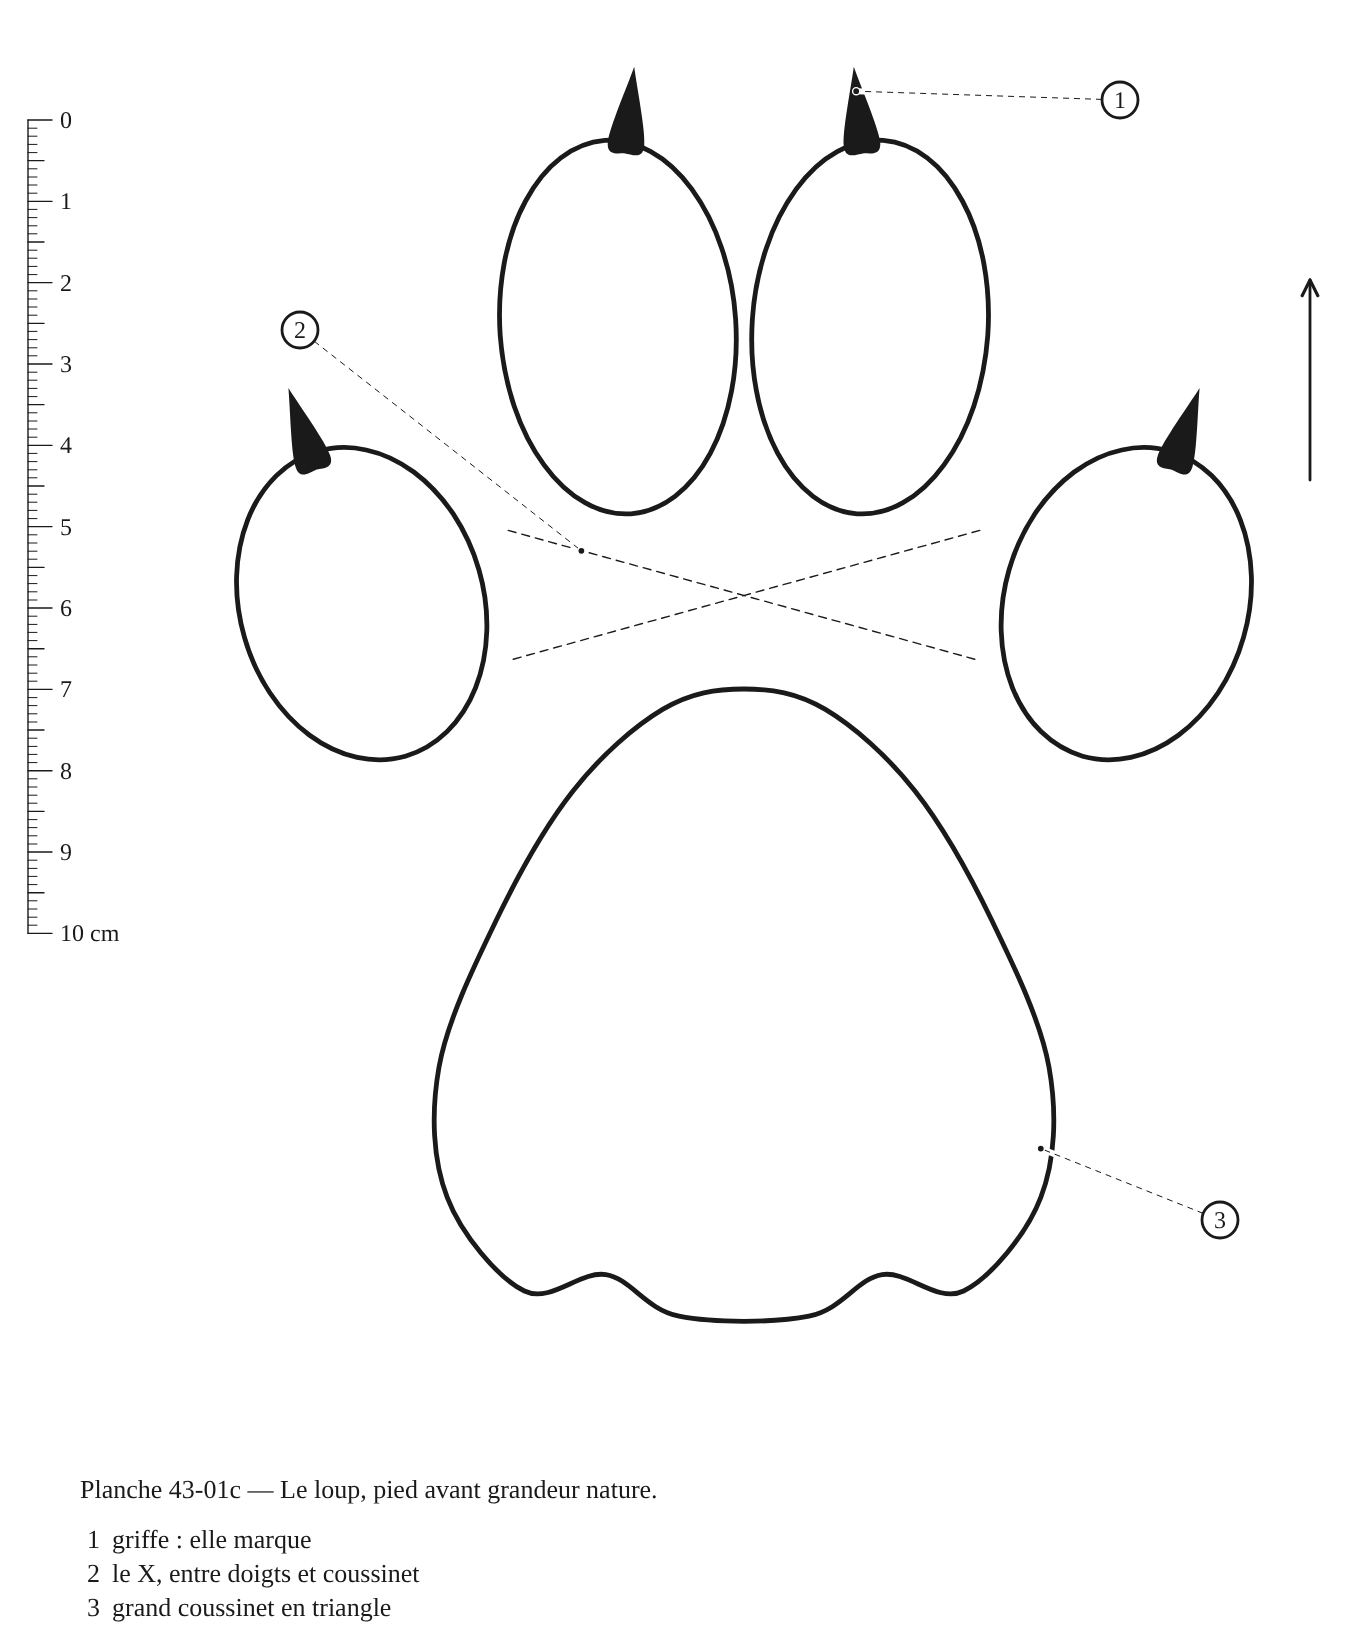 1
0
1
2
2
3
4
5
6
7
8
9
10 cm
3
Planche 43-01c — Le loup, pied avant grandeur nature.
1 griffe : elle marque
2 le X, entre doigts et coussinet
3 grand coussinet en triangle